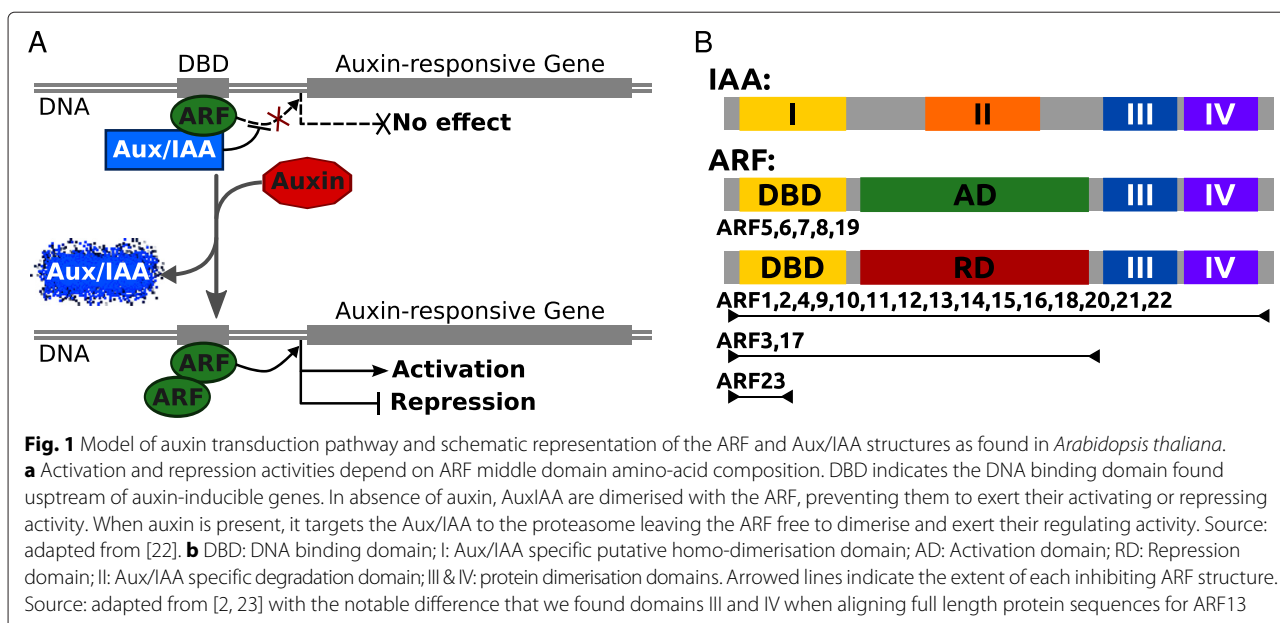 A
DBD
Auxin-responsive Gene
DNA
ARF
No effect
Aux/IAA
Auxin
Aux/IAA
Auxin-responsive Gene
DNA
ARF
ARF
Activation
Repression
B
IAA:
I II III IV
ARF:
DBD AD III IV
ARF5,6,7,8,19
DBD RD III IV
ARF1,2,4,9,10,11,12,13,14,15,16,18,20,21,22
ARF3,17
ARF23
Fig. 1 Model of auxin transduction pathway and schematic representation of the ARF and Aux/IAA structures as found in Arabidopsis thaliana.
a Activation and repression activities depend on ARF middle domain amino-acid composition. DBD indicates the DNA binding domain found
usptream of auxin-inducible genes. In absence of auxin, AuxIAA are dimerised with the ARF, preventing them to exert their activating or repressing
activity. When auxin is present, it targets the Aux/IAA to the proteasome leaving the ARF free to dimerise and exert their regulating activity. Source:
adapted from [22]. b DBD: DNA binding domain; I: Aux/IAA specific putative homo-dimerisation domain; AD: Activation domain; RD: Repression
domain; II: Aux/IAA specific degradation domain; III & IV: protein dimerisation domains. Arrowed lines indicate the extent of each inhibiting ARF structure.
Source: adapted from [2, 23] with the notable difference that we found domains III and IV when aligning full length protein sequences for ARF13